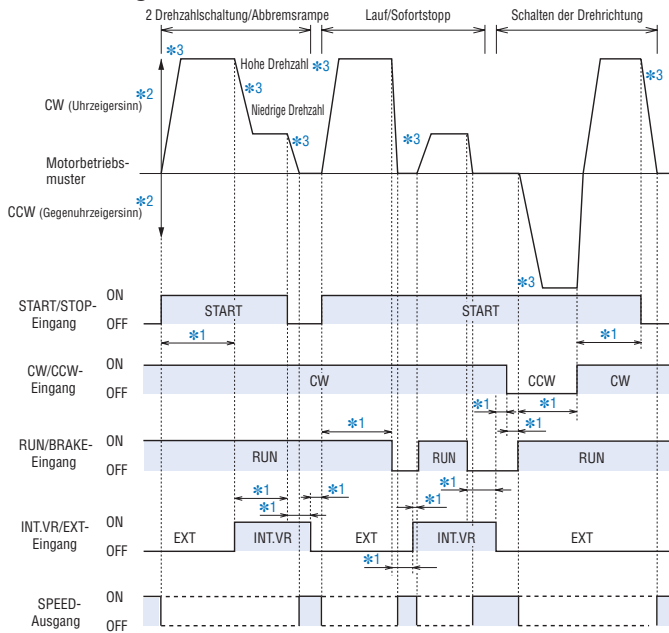 2 Drehzahlschaltung/Abbremsrampe Lauf/Sofortstopp Schalten der Drehrichtung
*3 Hohe Drehzahl *3
*3 *3
CW (Uhrzeigersinn) *2
Niedrige Drehzahl
*3 *3
Motorbetriebs-
muster
*2
CCW (Gegenuhrzeigersinn)
*3
START/STOP-
Eingang
ON
OFF
START START
*1 *1
CW/CCW-
Eingang
ON
OFF
CW CCW CW
*1 *1 *1
*1
RUN/BRAKE-
Eingang
ON
OFF
RUN RUN RUN
*1 *1 *1 *1
*1
INT.VR/EXT-
Eingang
ON
OFF
EXT INT.VR EXT INT.VR EXT
*1
SPEED-
Ausgang
ON
OFF